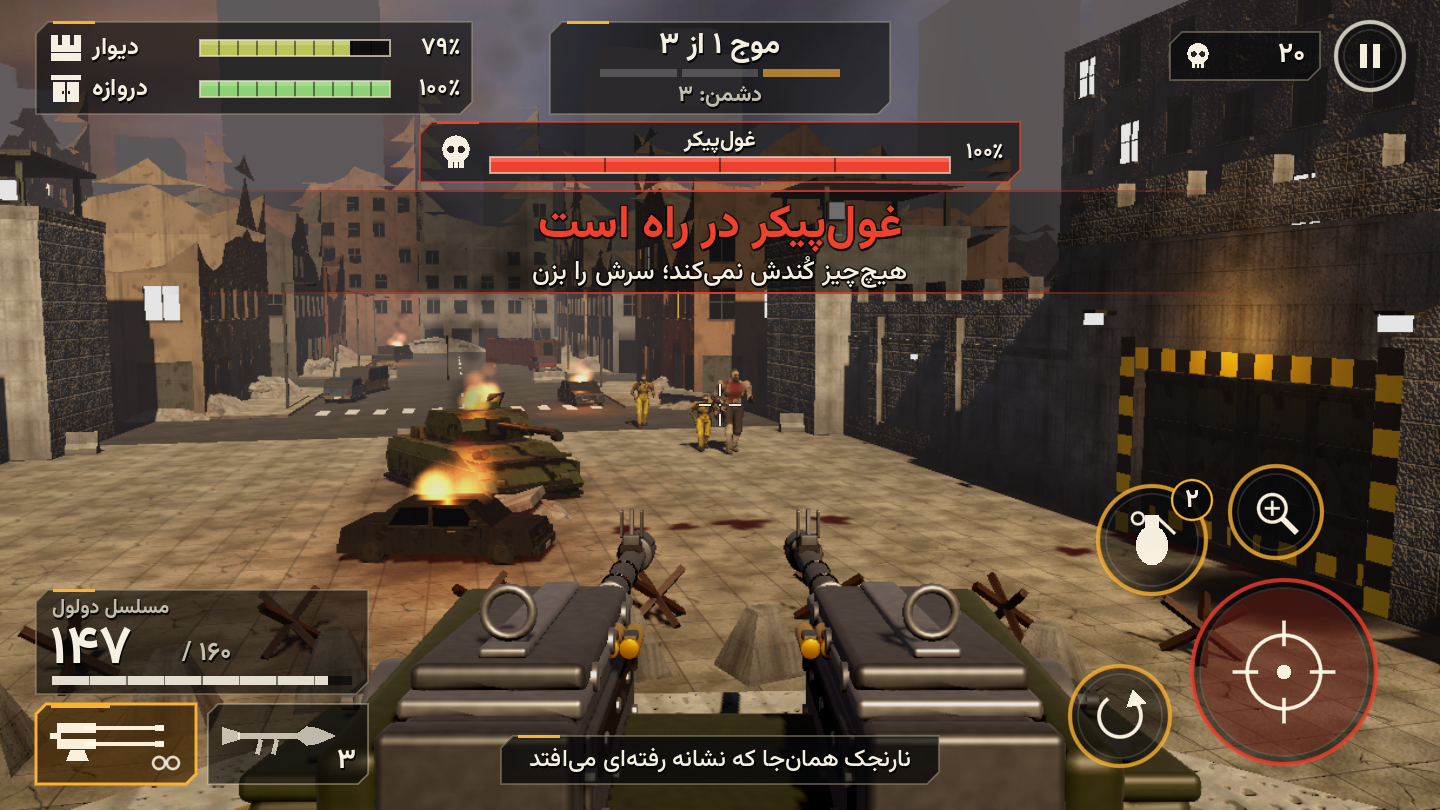 دیوار ۷۹٪
دروازه ۱۰۰٪
موج ۱ از ۳
دشمن: ۳
۲۰
غول‌پیکر ۱۰۰٪
غول‌پیکر در راه است
هیچ‌چیز کُندش نمی‌کند؛ سرش را بزن
۲
مسلسل دولول
۱۴۷ / ۱۶۰
∞
۳
نارنجک همان‌جا که نشانه رفته‌ای می‌افتد